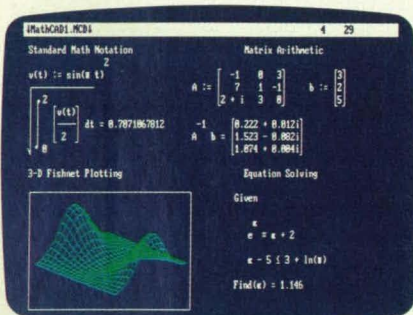 ↓MathCAD1.MCD↓ 4 29
Standard Math Notation
2
v(t) := sin(π t)
2
v(t)
2
dt = 0.7071067812
0
Matrix Arithmetic
A :=
-1 0 3
7 1 -1
2 + i 3 0
b :=
3
2
5
-1
A b =
0.222 + 0.012i
1.523 - 0.082i
1.074 + 0.004i
3-D Fishnet Plotting
Equation Solving
Given
ε
e = ε + 2
ε - 5 ≤ 3 + ln(π)
Find(ε) = 1.146